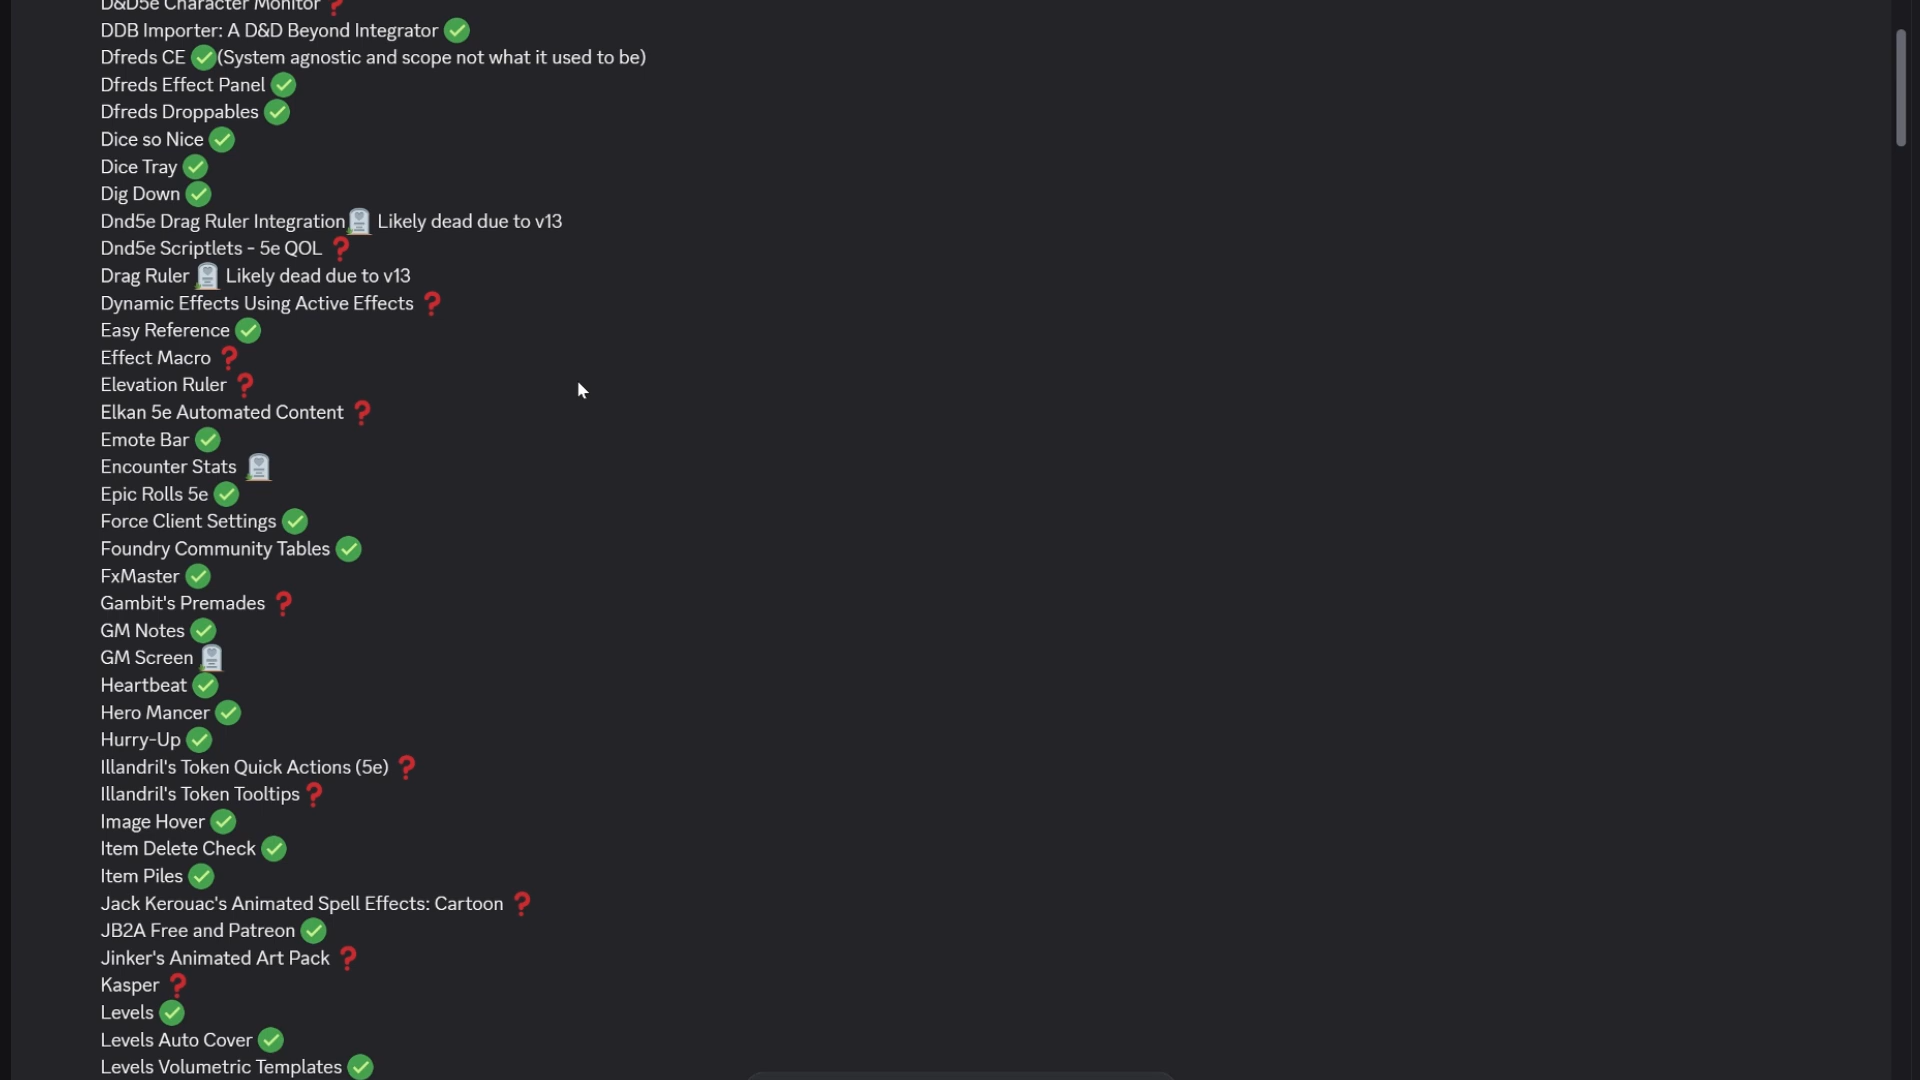 D&D5e Character Monitor ❓
DDB Importer: A D&D Beyond Integrator ✅
Dfreds CE ✅(System agnostic and scope not what it used to be)
Dfreds Effect Panel ✅
Dfreds Droppables ✅
Dice so Nice ✅
Dice Tray ✅
Dig Down ✅
Dnd5e Drag Ruler Integration🪦 Likely dead due to v13
Dnd5e Scriptlets - 5e QOL ❓
Drag Ruler 🪦 Likely dead due to v13
Dynamic Effects Using Active Effects ❓
Easy Reference ✅
Effect Macro ❓
Elevation Ruler ❓
Elkan 5e Automated Content ❓
Emote Bar ✅
Encounter Stats 🪦
Epic Rolls 5e ✅
Force Client Settings ✅
Foundry Community Tables ✅
FxMaster ✅
Gambit's Premades ❓
GM Notes ✅
GM Screen 🪦
Heartbeat ✅
Hero Mancer ✅
Hurry-Up ✅
Illandril's Token Quick Actions (5e) ❓
Illandril's Token Tooltips ❓
Image Hover ✅
Item Delete Check ✅
Item Piles ✅
Jack Kerouac's Animated Spell Effects: Cartoon ❓
JB2A Free and Patreon ✅
Jinker's Animated Art Pack ❓
Kasper ❓
Levels ✅
Levels Auto Cover ✅
Levels Volumetric Templates ✅